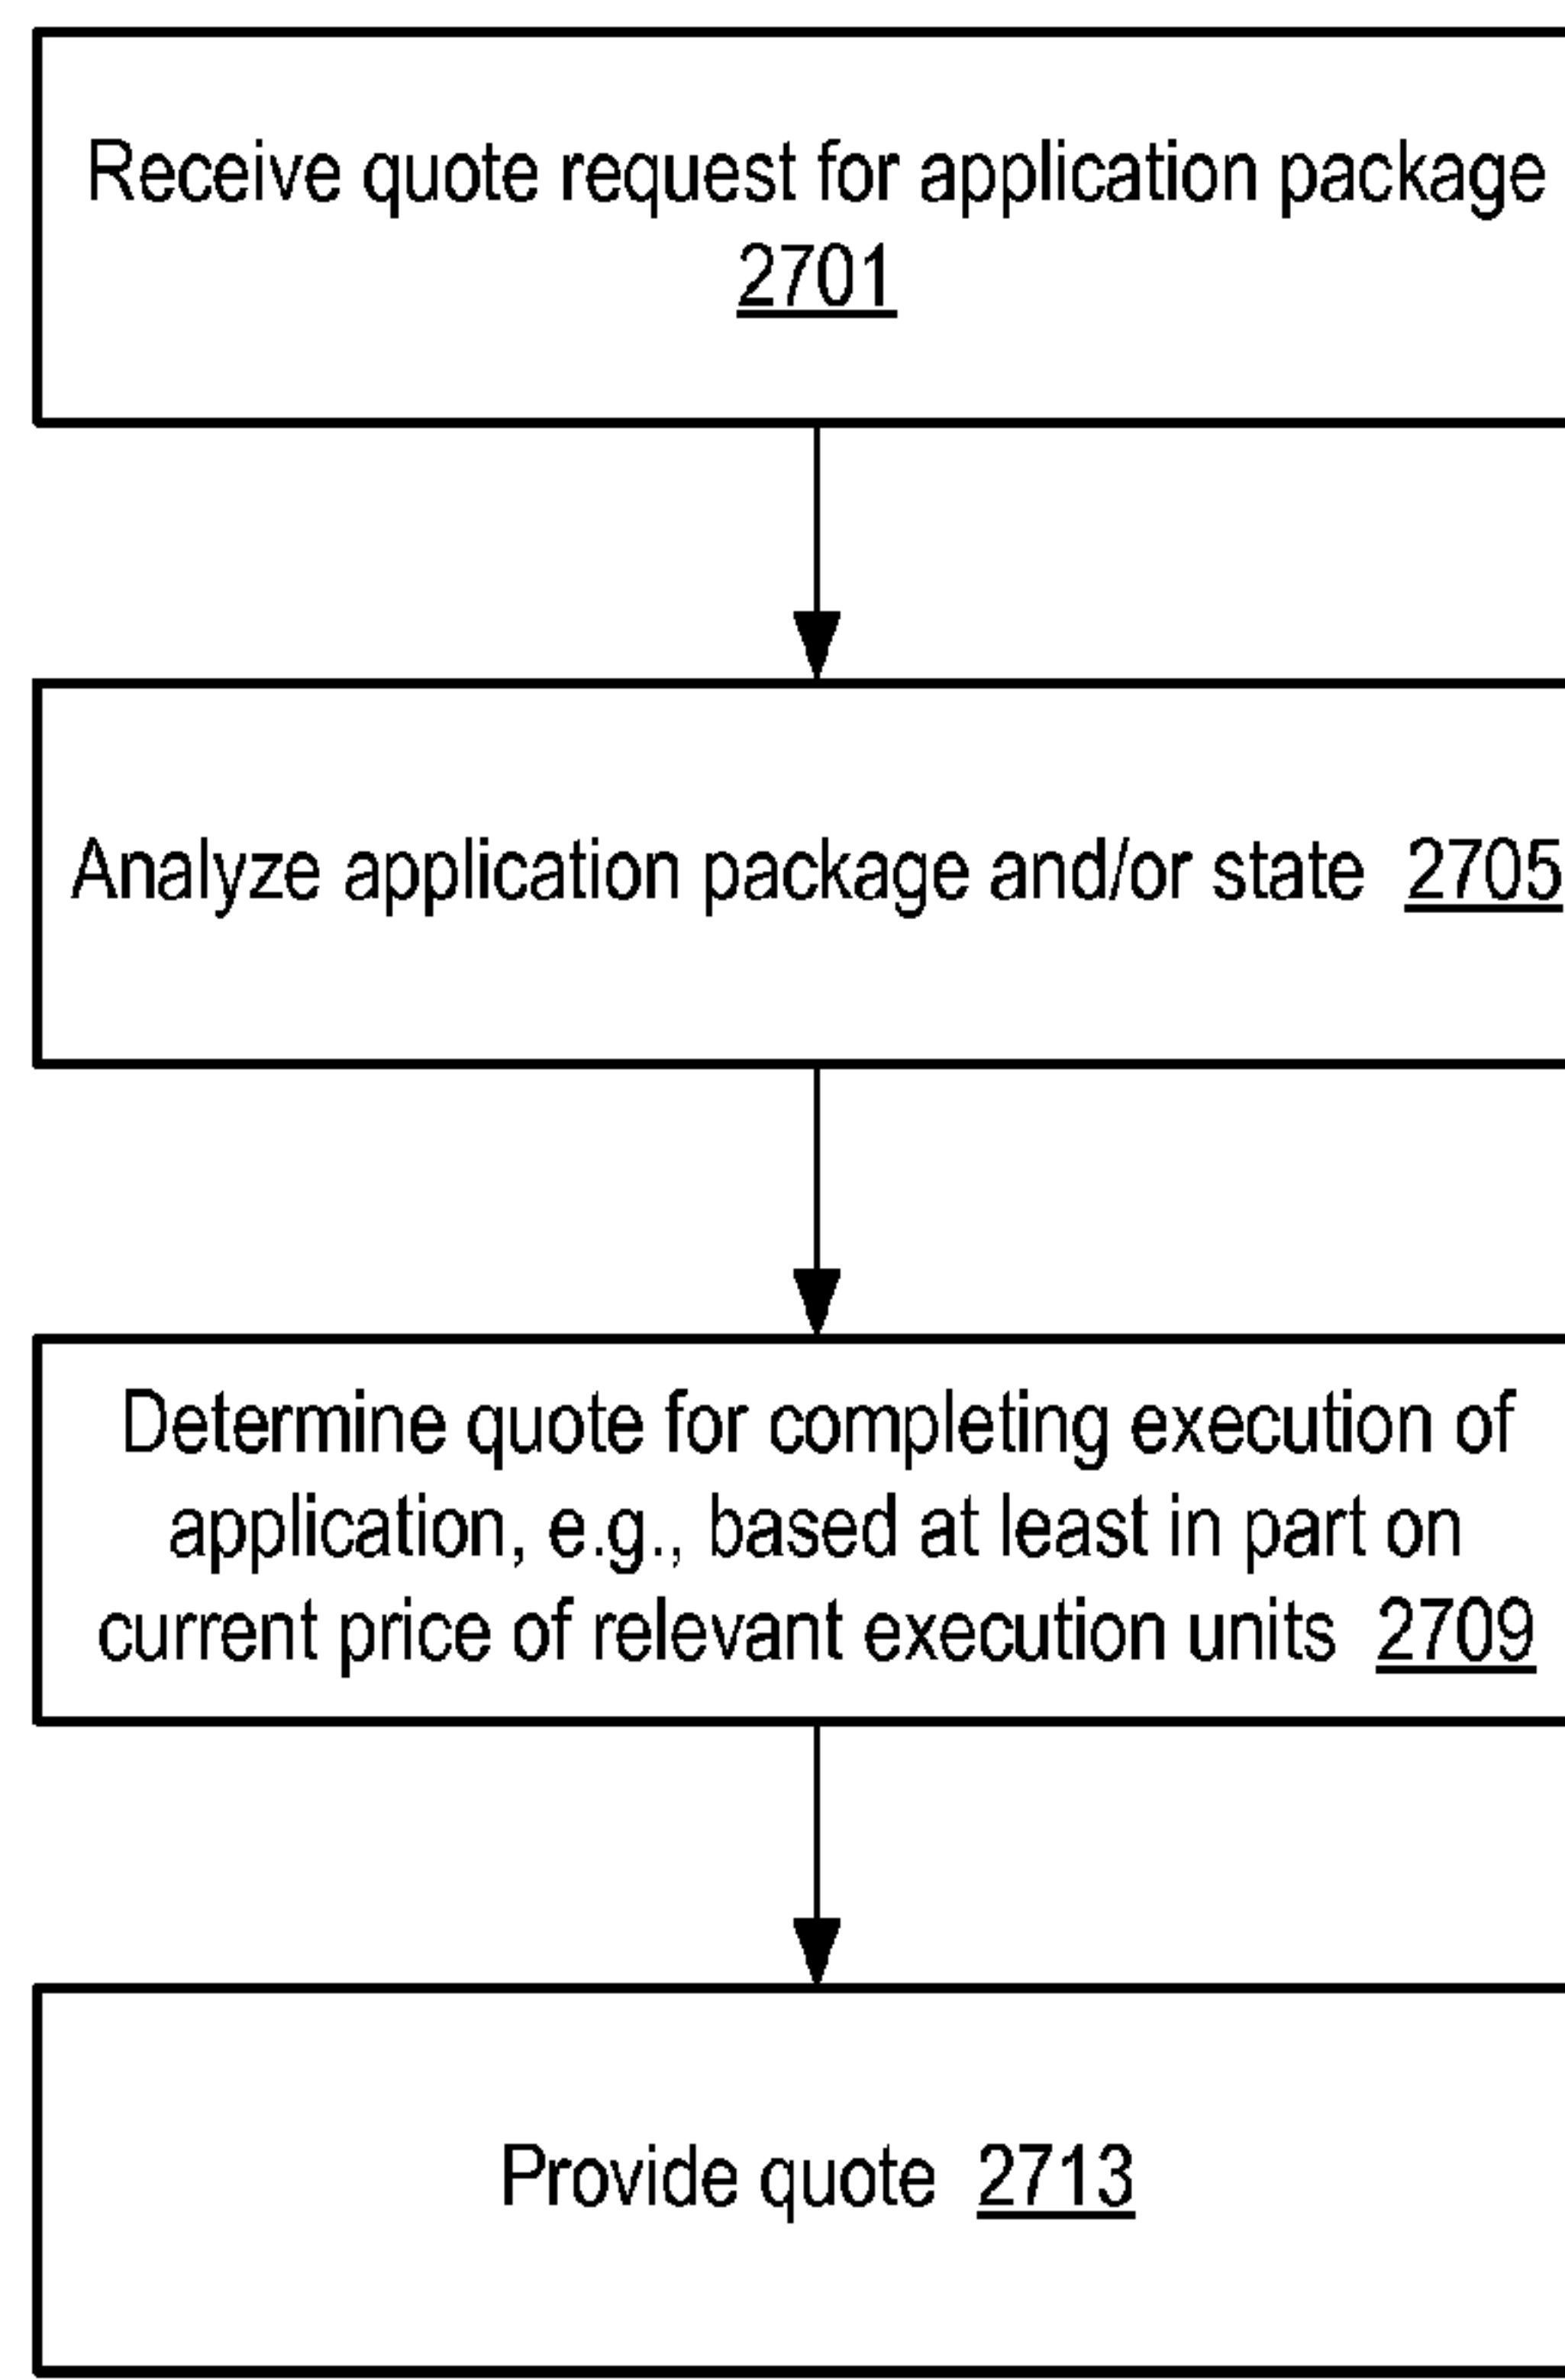 Receive quote request for application package
2701
Analyze application package and/or state 2705
Determine quote for completing execution of
application, e.g., based at least in part on
current price of relevant execution units 2709
Provide quote 2713